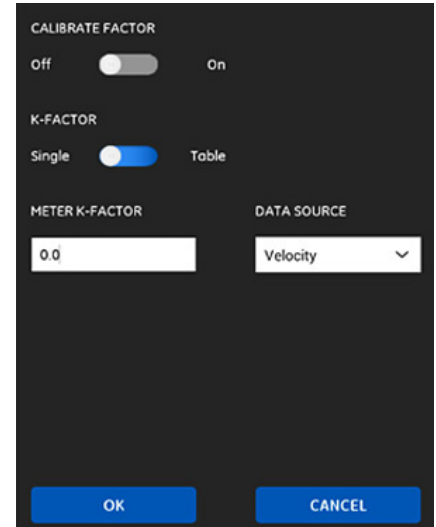 CALIBRATE FACTOR
Off On
K-FACTOR
Single Table
METER K-FACTOR DATA SOURCE
0.0 Velocity
OK CANCEL